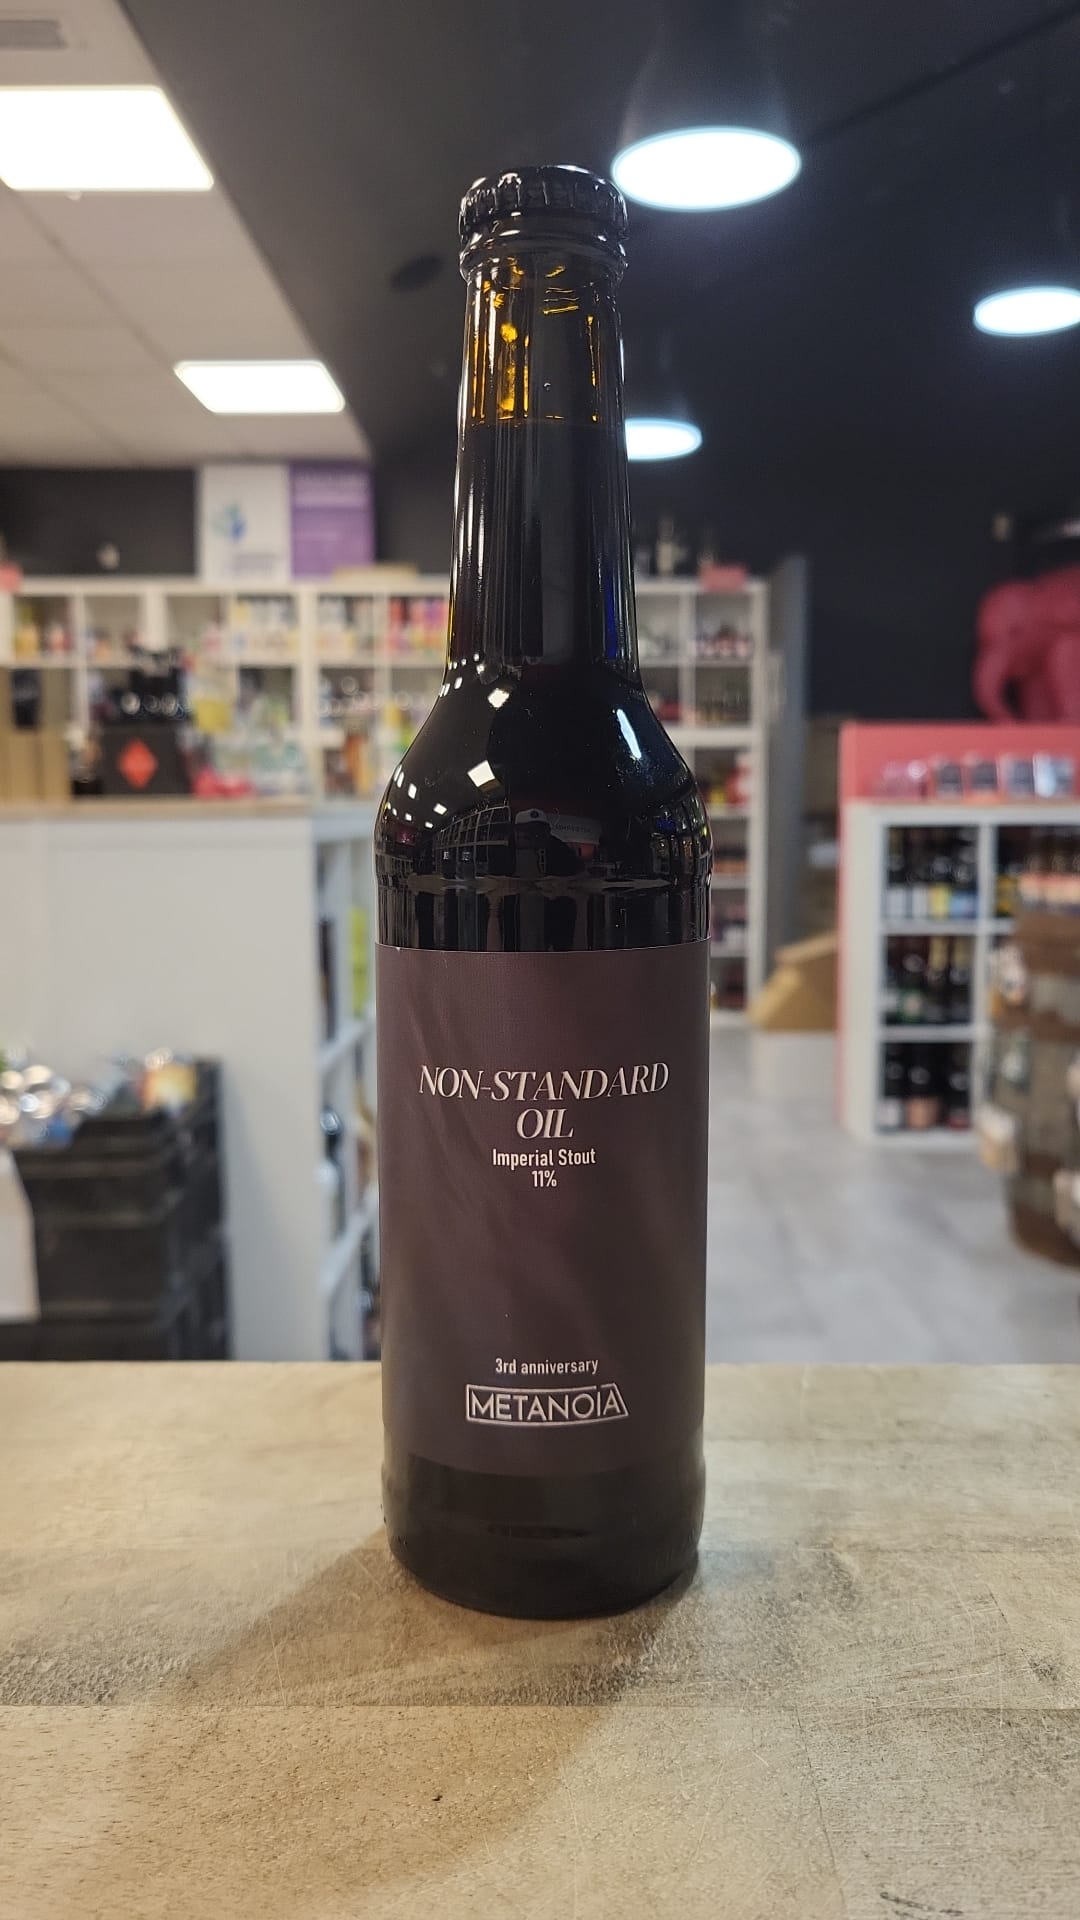 NON-STANDARD
OIL
Imperial Stout
11%
3rd anniversary
METANOIA